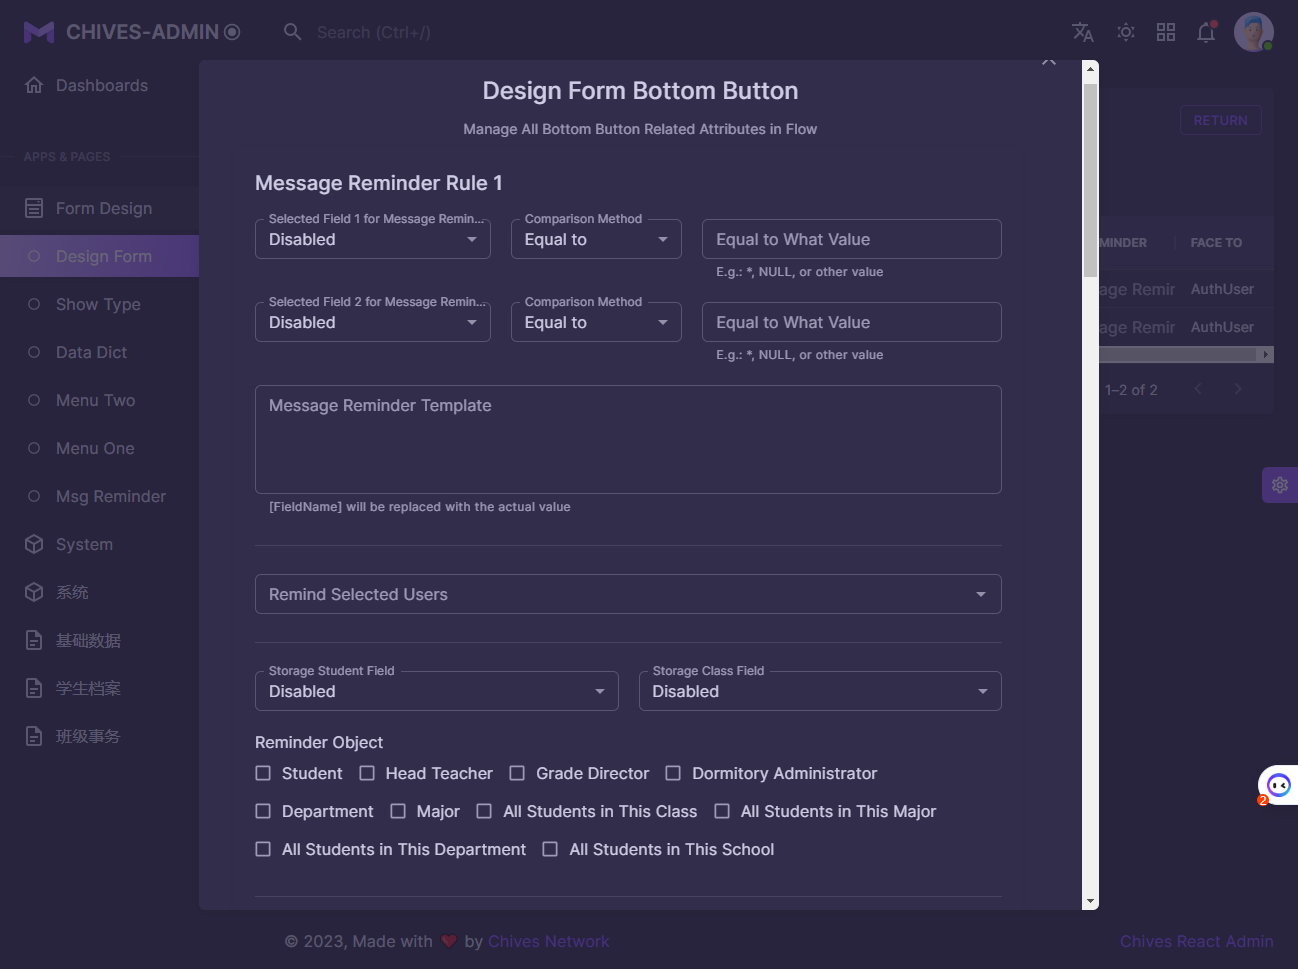 CHIVES-ADMIN
Search (Ctrl+/)
Dashboards
APPS & PAGES
Form Design
Design Form
Show Type
Data Dict
Menu Two
Menu One
Msg Reminder
System
系统
基础数据
学生档案
班级事务
Design Form Bottom Button
Manage All Bottom Button Related Attributes in Flow
Message Reminder Rule 1
Selected Field 1 for Message Remin... Comparison Method
Disabled Equal to Equal to What Value
E.g.: *, NULL, or other value
Selected Field 2 for Message Remin... Comparison Method
Disabled Equal to Equal to What Value
E.g.: *, NULL, or other value
Message Reminder Template
[FieldName] will be replaced with the actual value
Remind Selected Users
Storage Student Field Storage Class Field
Disabled Disabled
Reminder Object
Student Head Teacher Grade Director Dormitory Administrator
Department Major All Students in This Class All Students in This Major
All Students in This Department All Students in This School
RETURN
MINDER FACE TO
age Remir AuthUser
age Remir AuthUser
1–2 of 2
2
© 2023, Made with ❤ by Chives Network
Chives React Admin